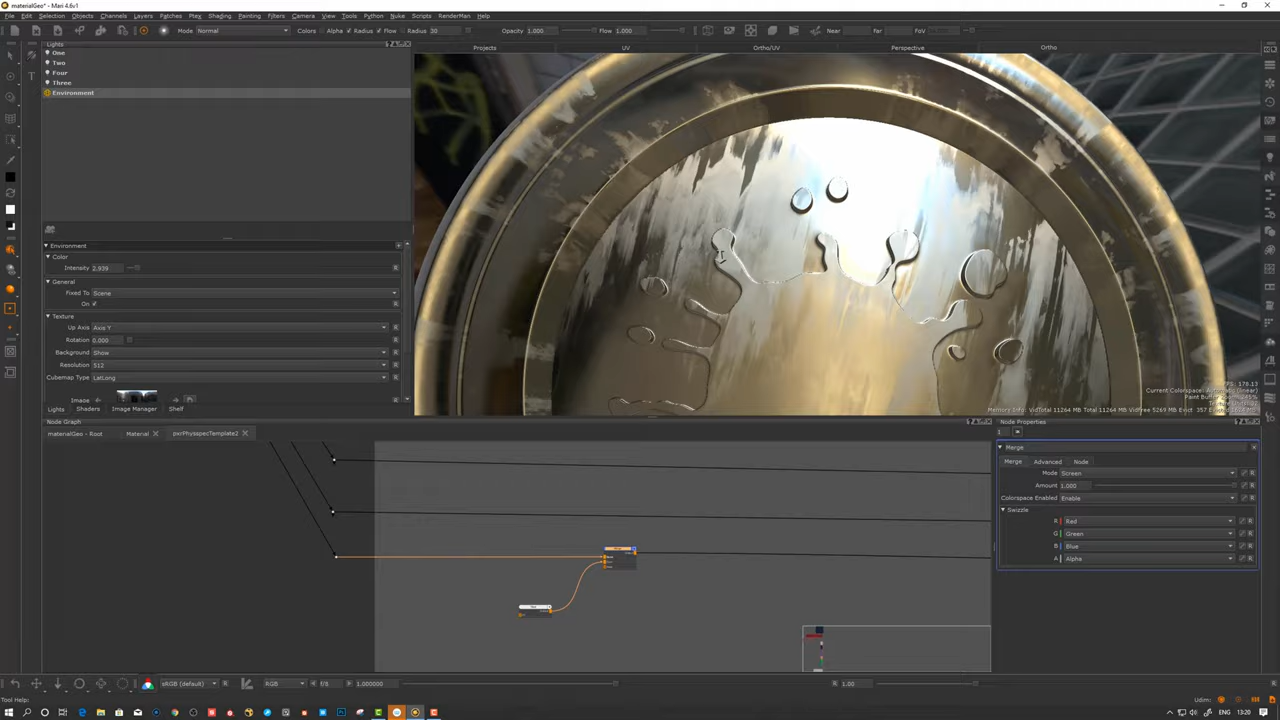 materialGeo* - Mari 4.6v1
File Edit Selection Camera Objects Channels Layers Patches Ptex Shading Painting Filters Camera View Tools Python Nuke Scripts RenderMan Help
Mode Normal Colors Alpha Radius Flow Radius 30 Opacity 1.000 Flow 1.000 Near Far FoV
Lights
One
Two
Four
Three
Environment
Projects UV Ortho/UV Perspective Ortho
Environment
Color
Intensity 2.939
General
Fixed To Scene
On
Texture
Up Axis Axis Y
Rotation 0.000
Background Show
Resolution 512
Cubemap Type LatLong
Image
Lights Shaders Image Manager Shelf
Node Graph
materialGeo - Root Material pxrPhysspecTemplate2
Node Properties
1
Merge
Merge Advanced Node
Mode Screen
Amount 1.000
Colorspace Enabled Enable
Swizzle
R Red
G Green
B Blue
A Alpha
sRGB RGB f/8 1.000000 R 1.00 R
Tool Help: Udim:
ENG 13:20